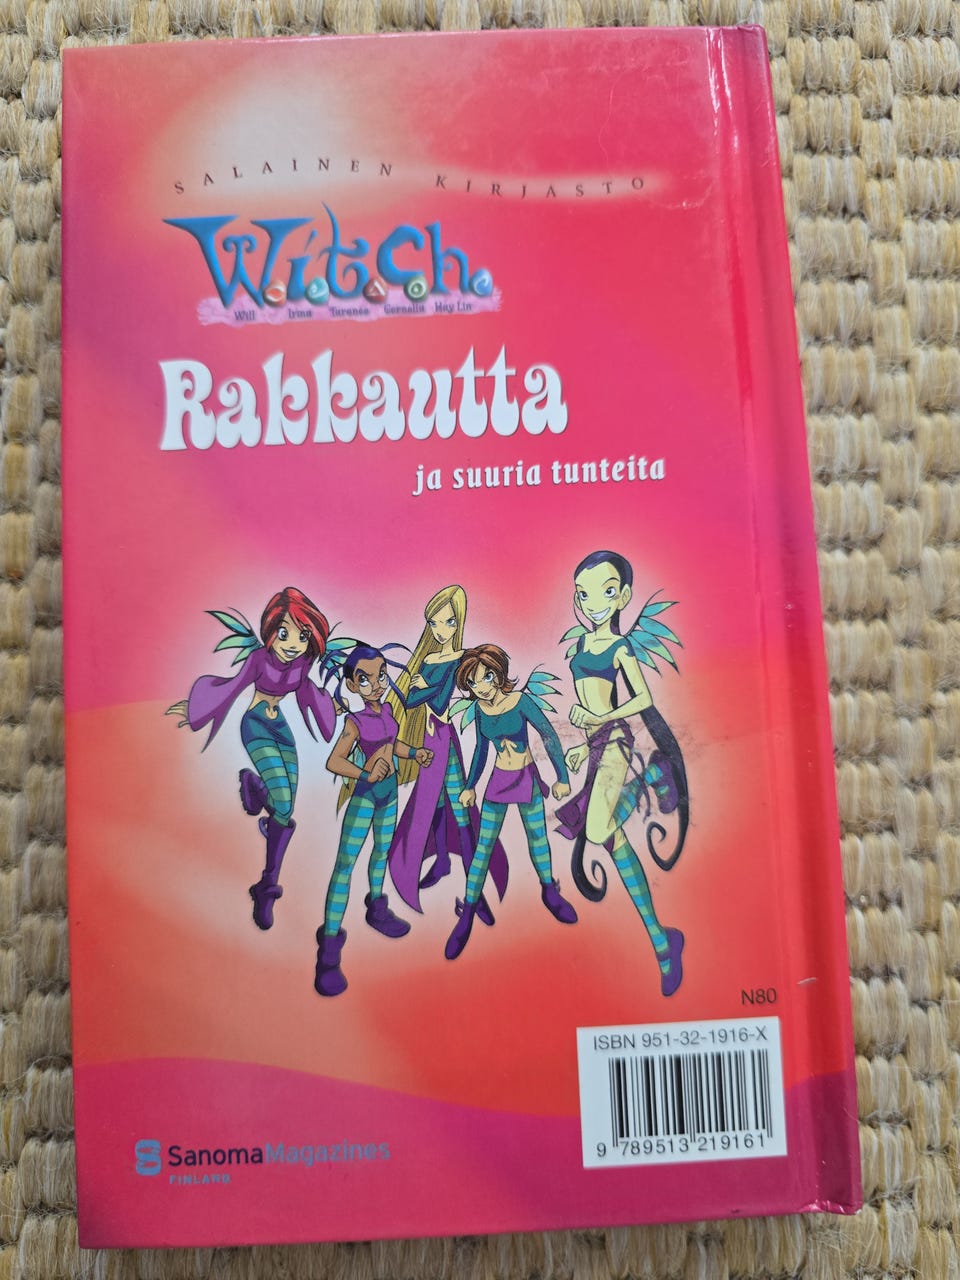 SALAINEN KIRJASTO
W.i.t.c.h.
Will Irma Taranee Cornelia Hay Lin
Rakkautta
ja suuria tunteita
N80
ISBN 951-32-1916-X
9 789513 219161
SanomaMagazines
FINLAND